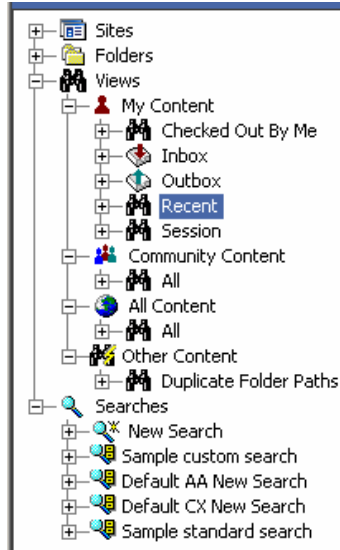 Sites
Folders
Views
My Content
Checked Out By Me
Inbox
Outbox
Recent
Session
Community Content
All
All Content
All
Other Content
Duplicate Folder Paths
Searches
New Search
Sample custom search
Default AA New Search
Default CX New Search
Sample standard search